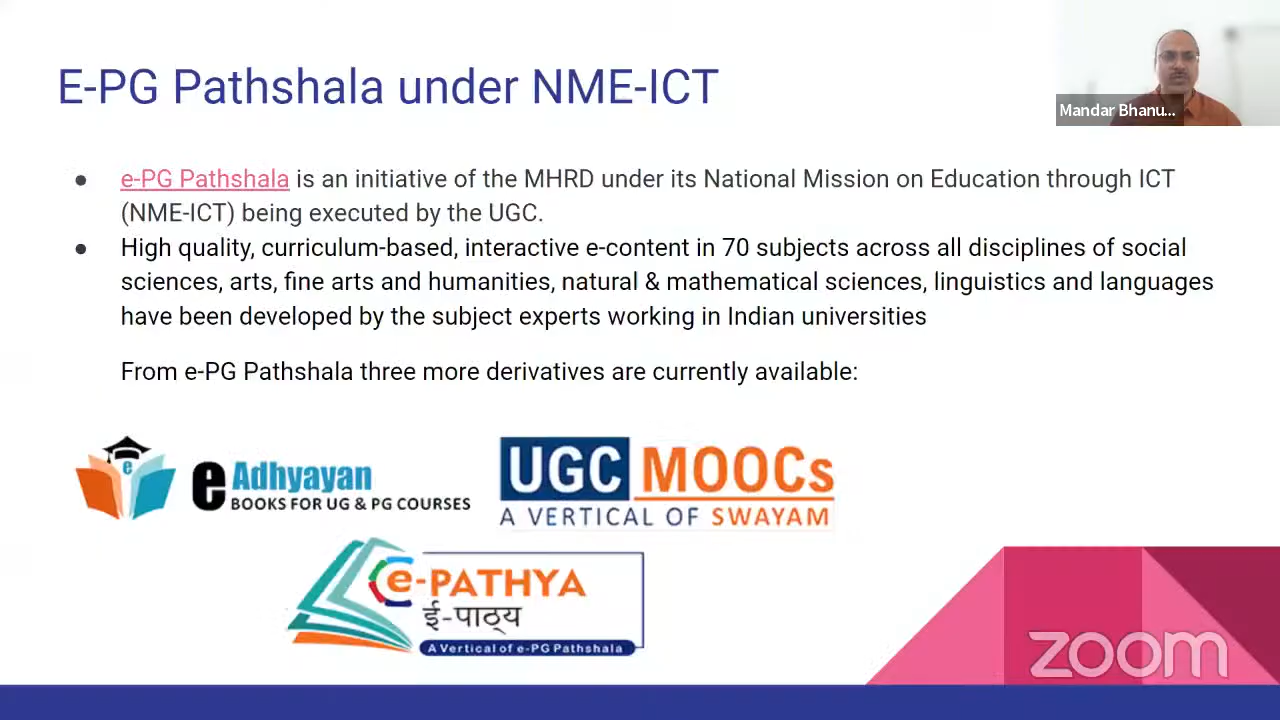 E-PG Pathshala under NME-ICT
Mandar Bhanu...
● e-PG Pathshala is an initiative of the MHRD under its National Mission on Education through ICT
(NME-ICT) being executed by the UGC.
● High quality, curriculum-based, interactive e-content in 70 subjects across all disciplines of social
sciences, arts, fine arts and humanities, natural & mathematical sciences, linguistics and languages
have been developed by the subject experts working in Indian universities
From e-PG Pathshala three more derivatives are currently available:
e
e Adhyayan
BOOKS FOR UG & PG COURSES
UGC MOOCs
A VERTICAL OF SWAYAM
e-PATHYA
ई-पाठ्य
A Vertical of e-PG Pathshala
zoom